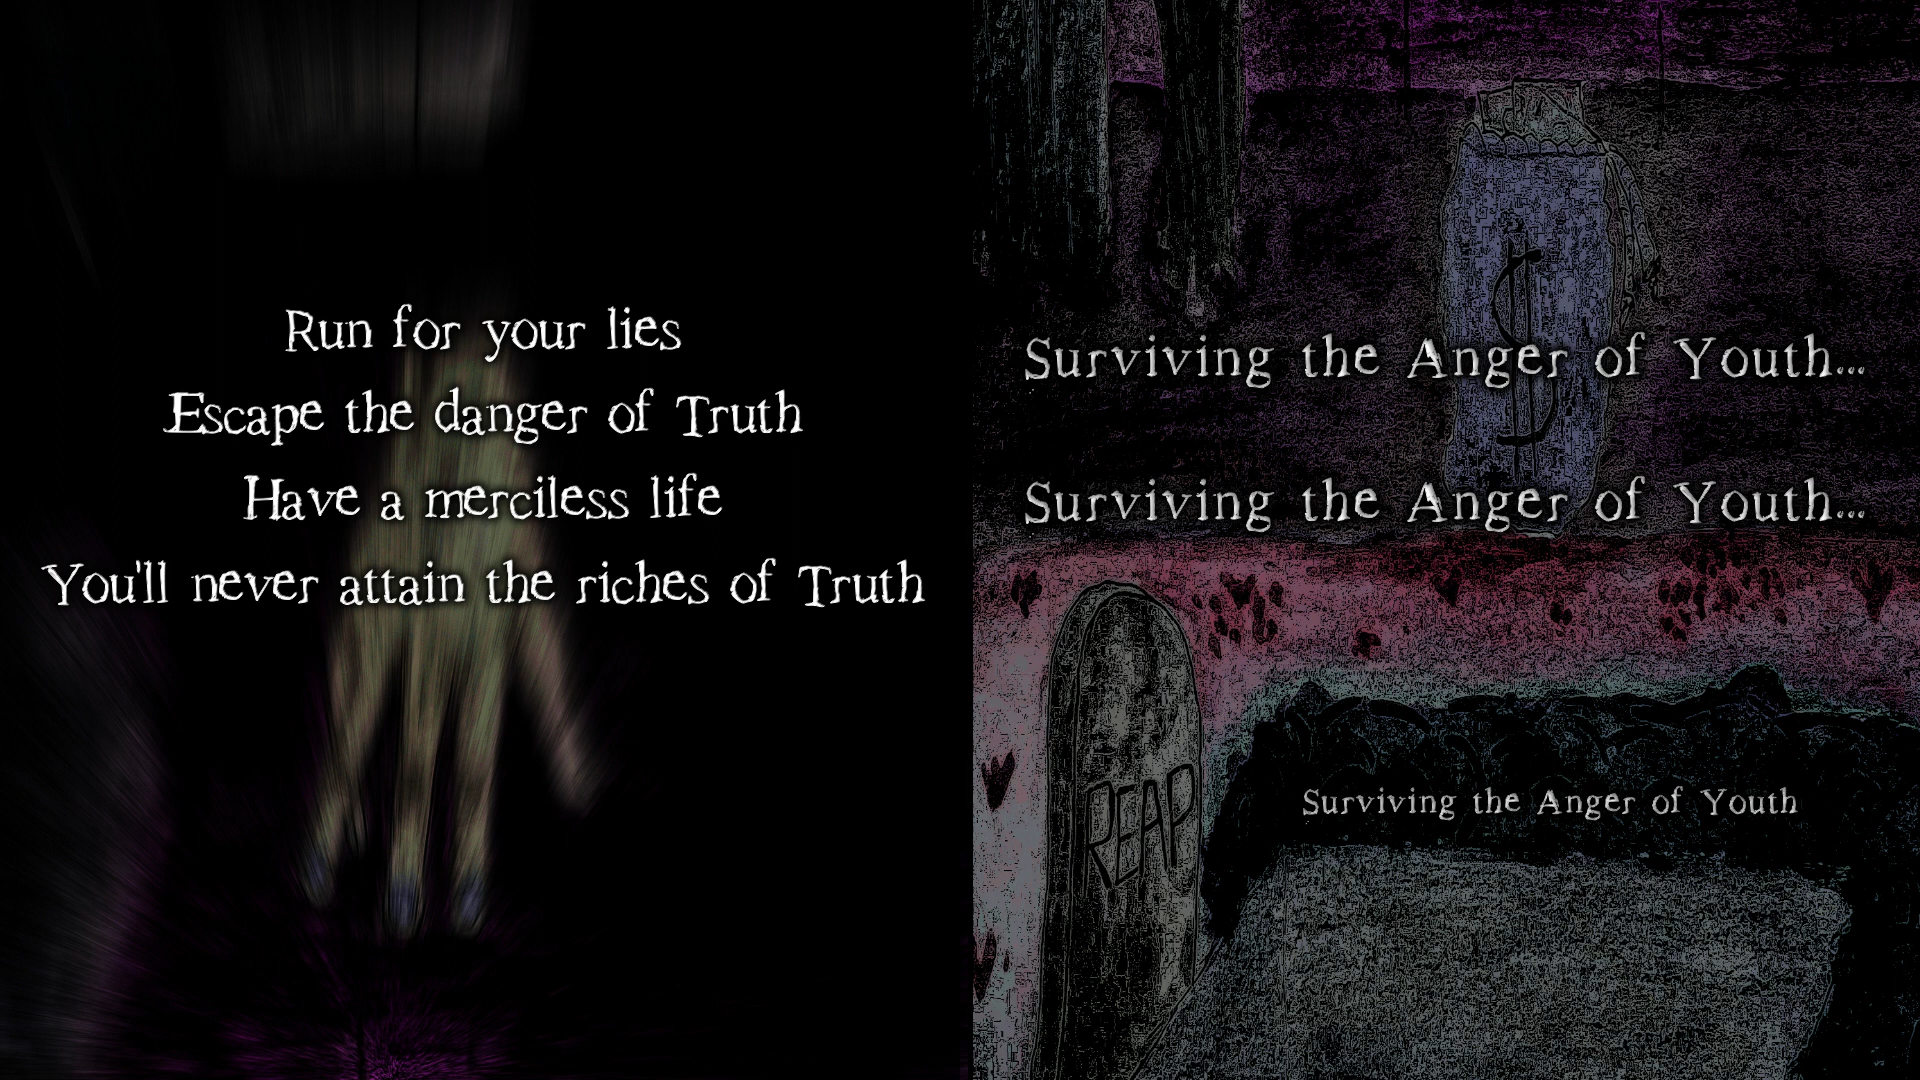 Run for your lies
Escape the danger of Truth
Have a merciless life
You'll never attain the riches of Truth
Surviving the Anger of Youth...
$
Surviving the Anger of Youth...
REAP
Surviving the Anger of Youth